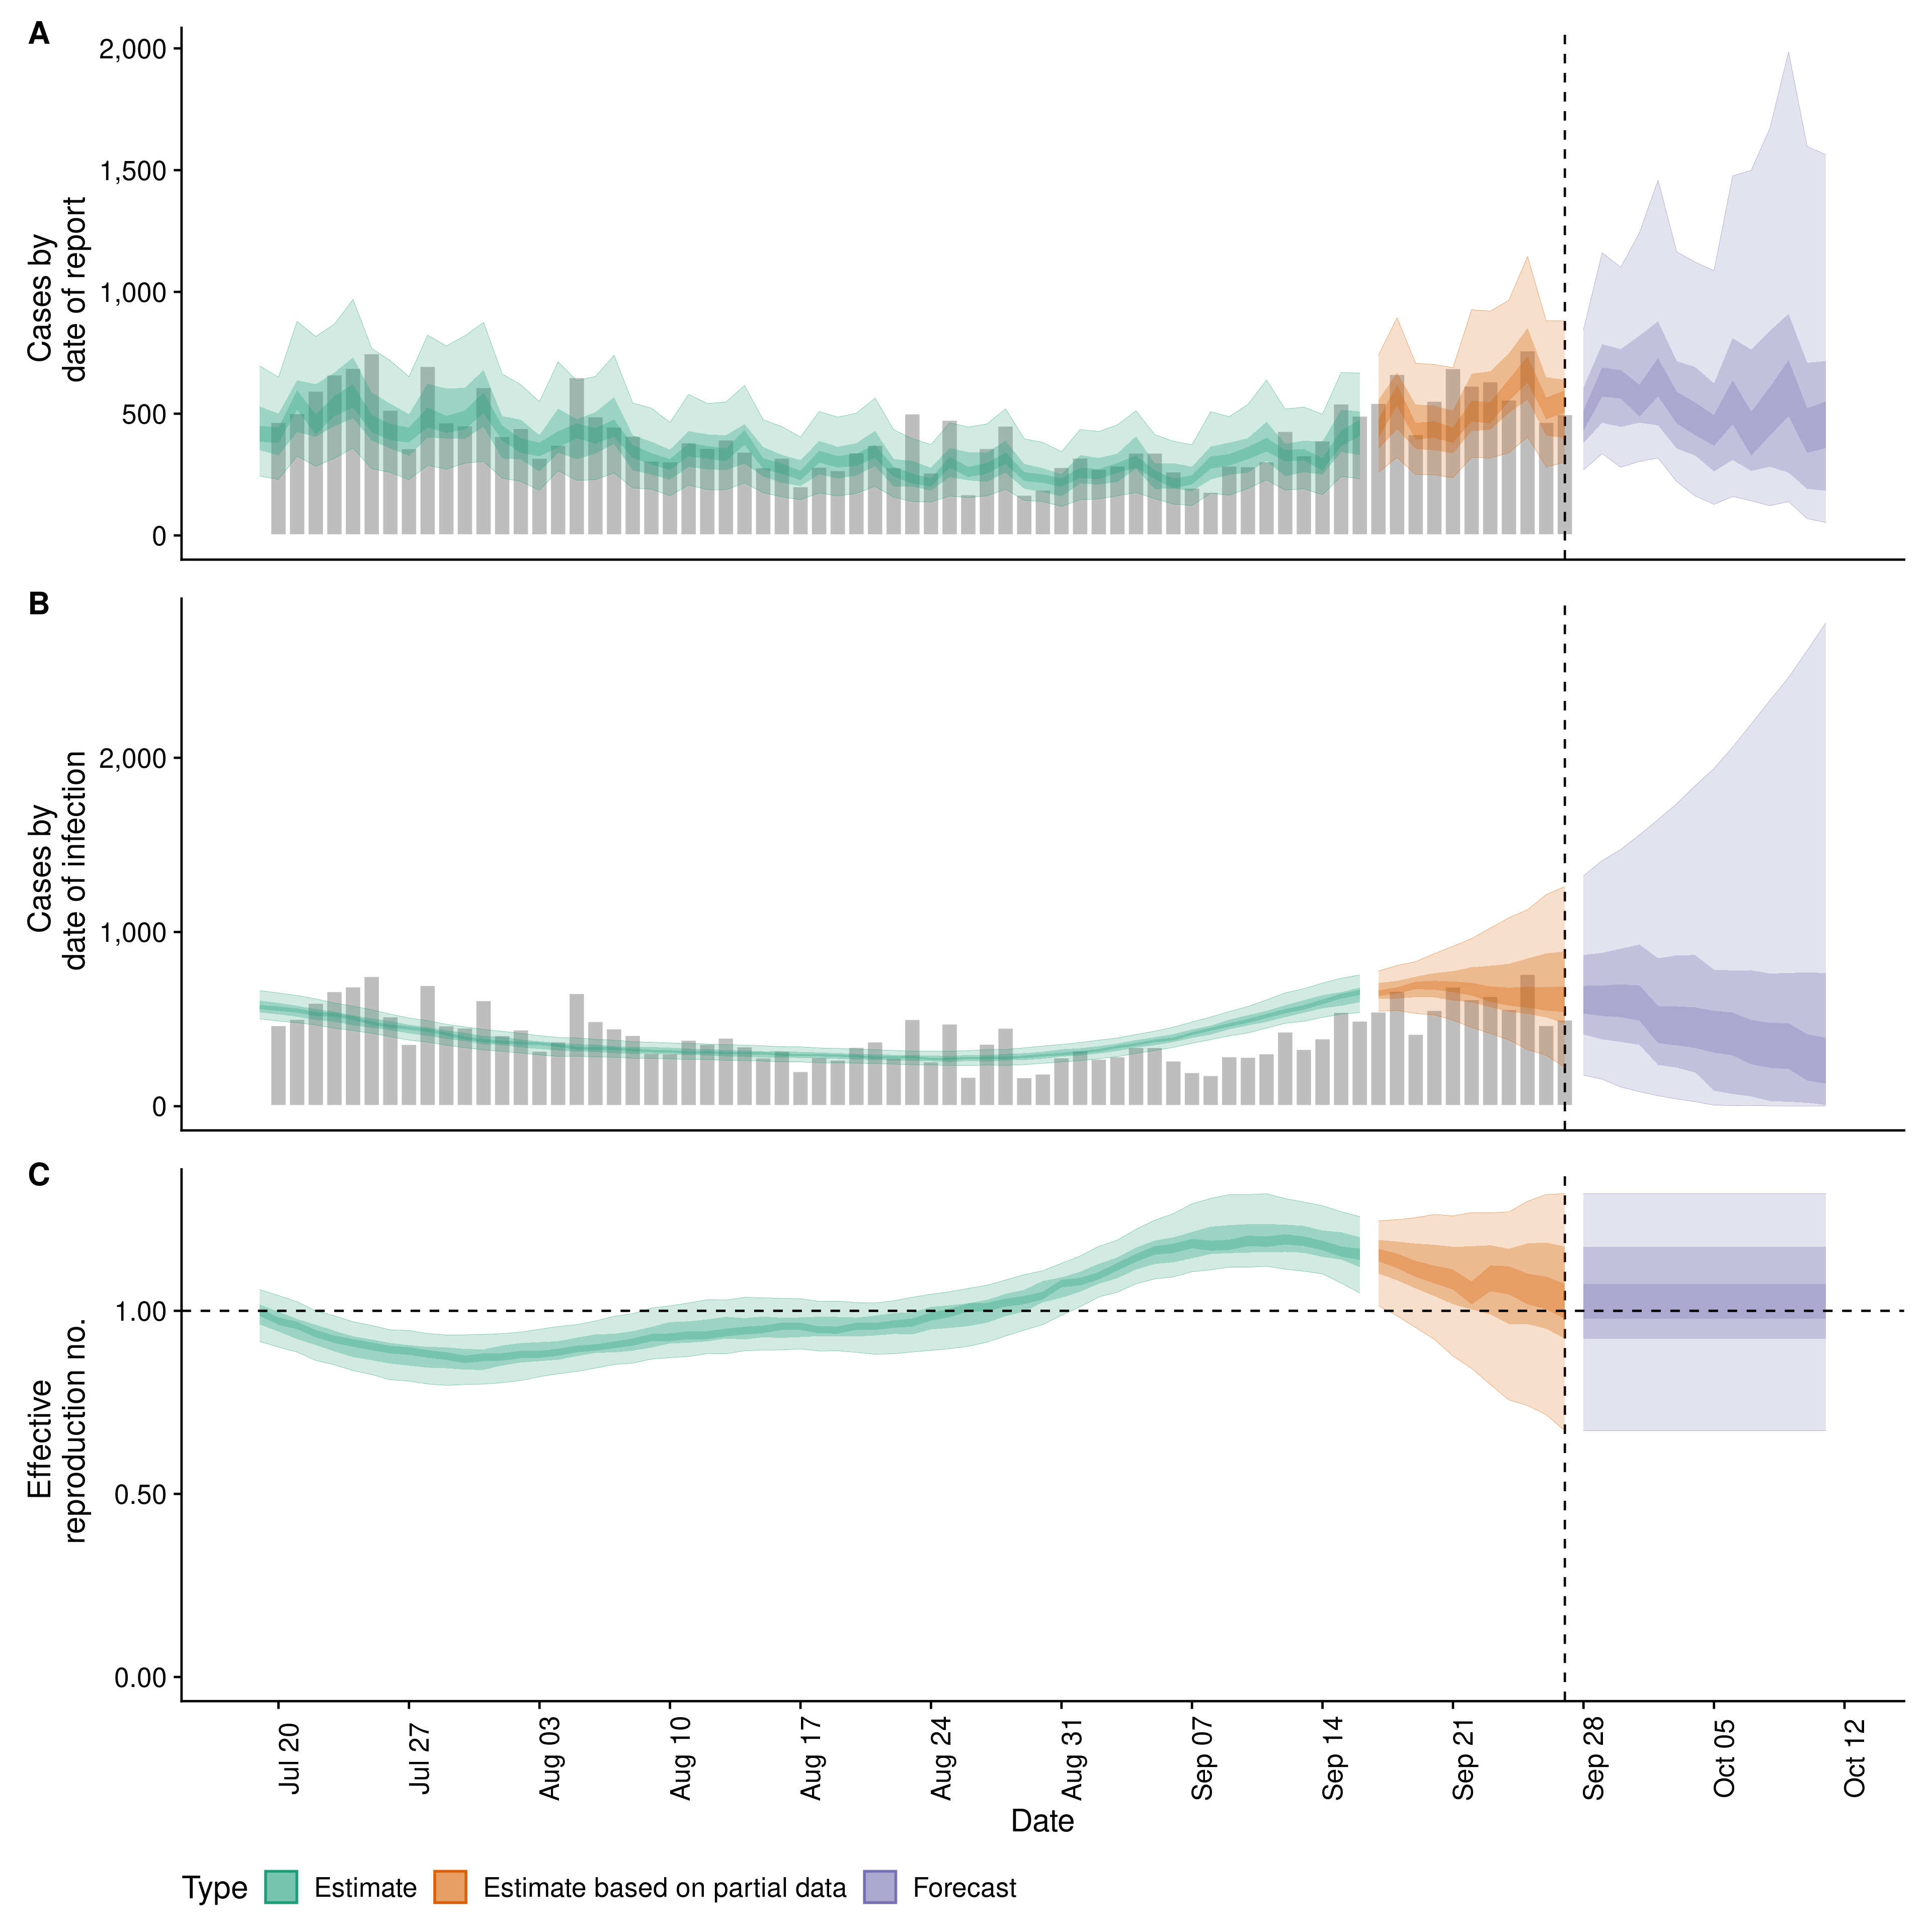 A
2,000
1,500
1,000
500
0
Cases by
date of report
B
2,000
1,000
0
Cases by
date of infection
C
1.00
0.50
0.00
Effective
reproduction no.
Jul 20
Jul 27
Aug 03
Aug 10
Aug 17
Aug 24
Aug 31
Sep 07
Sep 14
Sep 21
Sep 28
Oct 05
Oct 12
Date
Type Estimate Estimate based on partial data Forecast